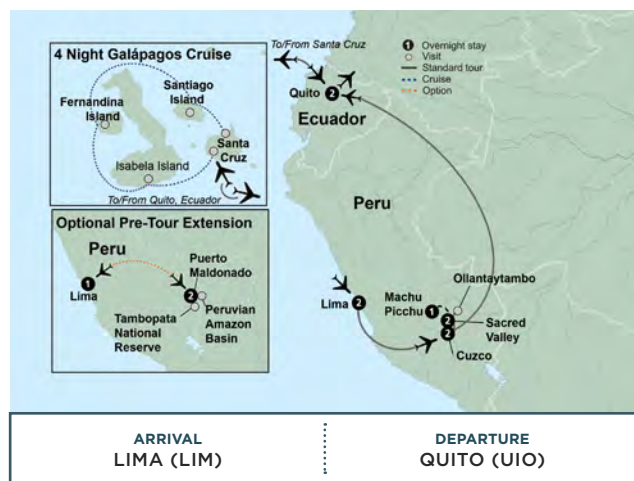 4 Night Galápagos Cruise
Santiago
Island
Fernandina
Island
Santa
Cruz
Isabela Island
To/From Quito, Ecuador
Optional Pre-Tour Extension
Peru
Puerto
Maldonado
1
Lima
2
Tambopata
National
Reserve
Peruvian
Amazon
Basin
To/From Santa Cruz
1 Overnight stay
Visit
Standard tour
Cruise
Option
Quito 2
Ecuador
Peru
Ollantaytambo
Lima 2
Machu
Picchu 1
2 Sacred
Valley
2
Cuzco
ARRIVAL
LIMA (LIM)
DEPARTURE
QUITO (UIO)